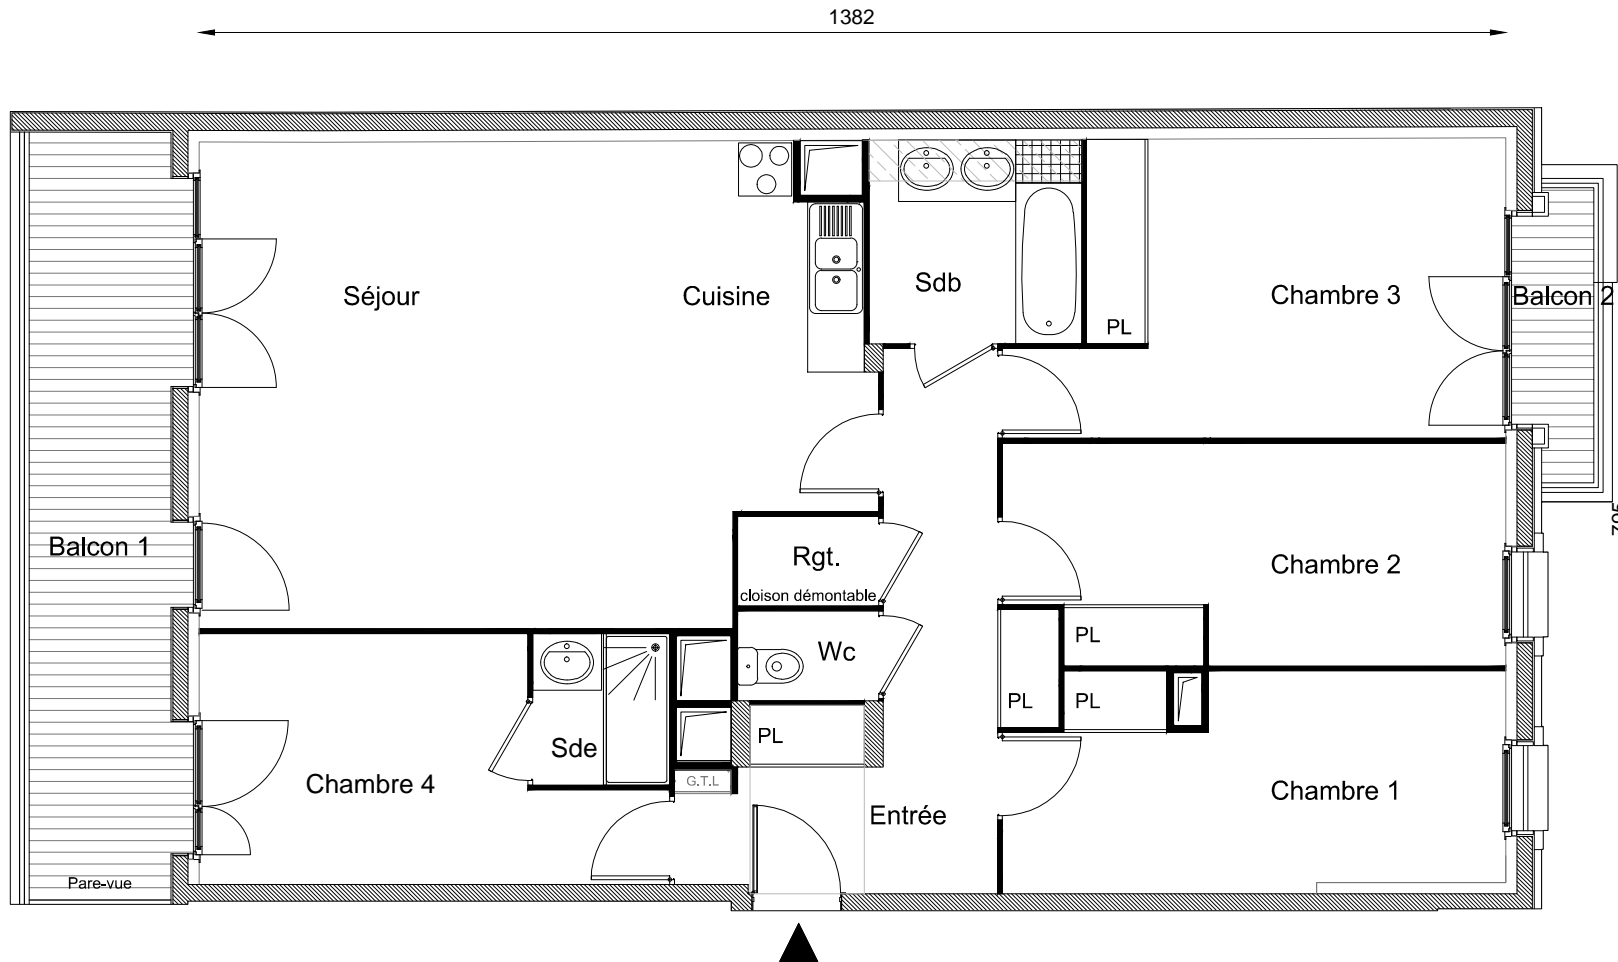 1382
Séjour
Cuisine
Sdb
PL
Chambre 3
Balcon 2
Balcon 1
Rgt.
cloison démontable
Chambre 2
Wc
PL
PL
PL
PL
Sde
G.T.L
Chambre 4
Entrée
Chambre 1
Pare-vue